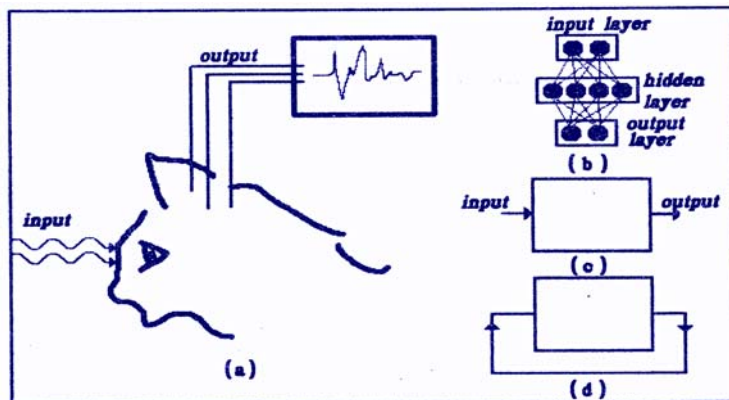 output
input
(a)
input layer
hidden
layer
output
layer
(b)
input
output
(c)
(d)